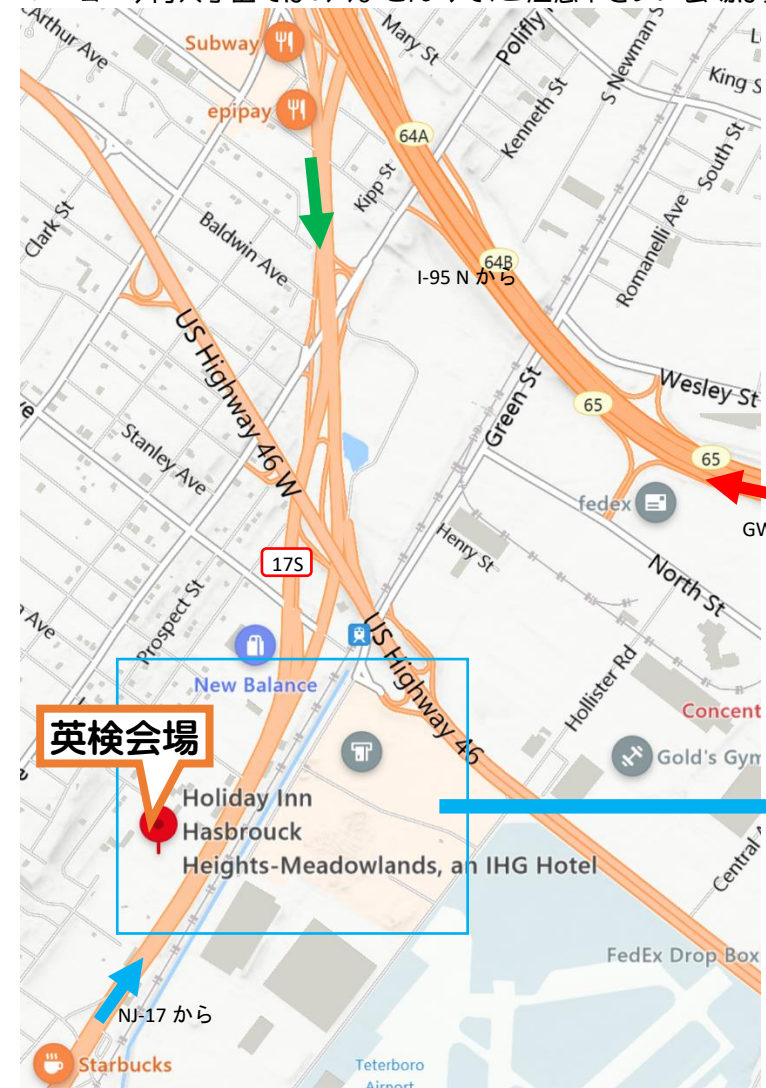 Arthur Ave
Subway
epipay
Mary St
Polifly
S Newman S
King S
Kenneth St
South St
64A
Kipp St
Clark St
Baldwin Ave
Romanelli Ave
64B
I-95 N から
US Highway 46 W
Green St
Wesley St
65
65
Stanley Ave
fedex
GW
Henry St
North St
17S
Prospect St
Ave
US Highway 46
New Balance
Hollister Rd
Concent
英検会場
Gold's Gym
Holiday Inn
Hasbrouck
Heights-Meadowlands, an IHG Hotel
Central A
FedEx Drop Box
NJ-17 から
Starbucks
Teterboro
Airport